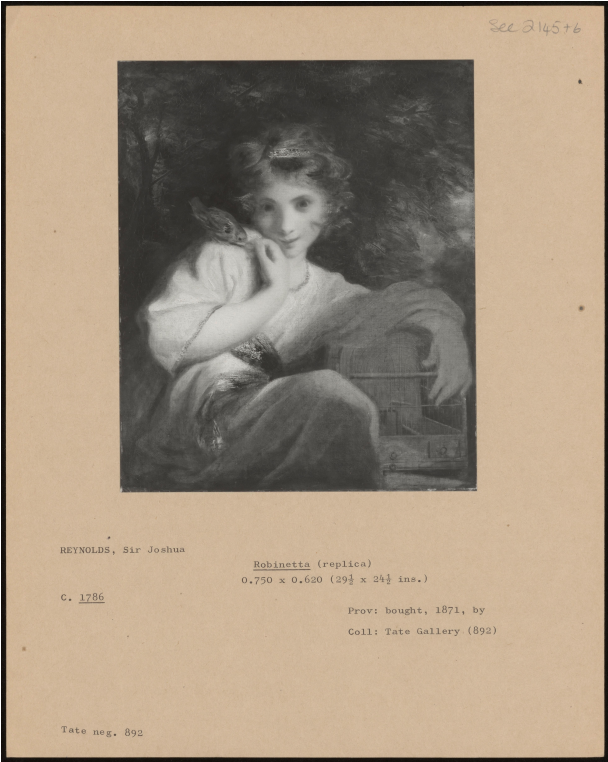 See 2145+6
REYNOLDS, Sir Joshua
Robinetta (replica)
0.750 x 0.620 (29½ x 24½ ins.)
C. 1786
Prov: bought, 1871, by
Coll: Tate Gallery (892)
Tate neg. 892